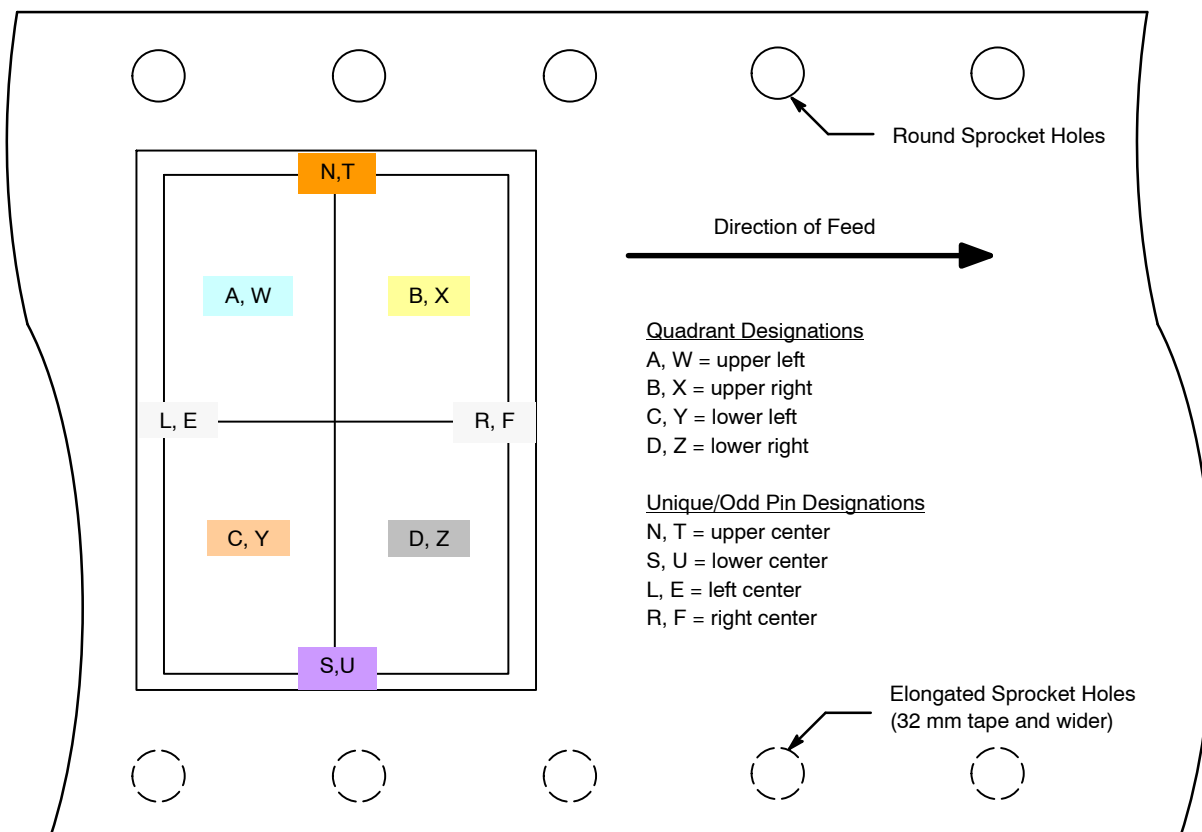 Round Sprocket Holes
N,T
Direction of Feed
A, W
B, X
Quadrant Designations
A, W = upper left
B, X = upper right
C, Y = lower left
D, Z = lower right
L, E
R, F
Unique/Odd Pin Designations
N, T = upper center
S, U = lower center
L, E = left center
R, F = right center
C, Y
D, Z
S,U
Elongated Sprocket Holes
(32 mm tape and wider)